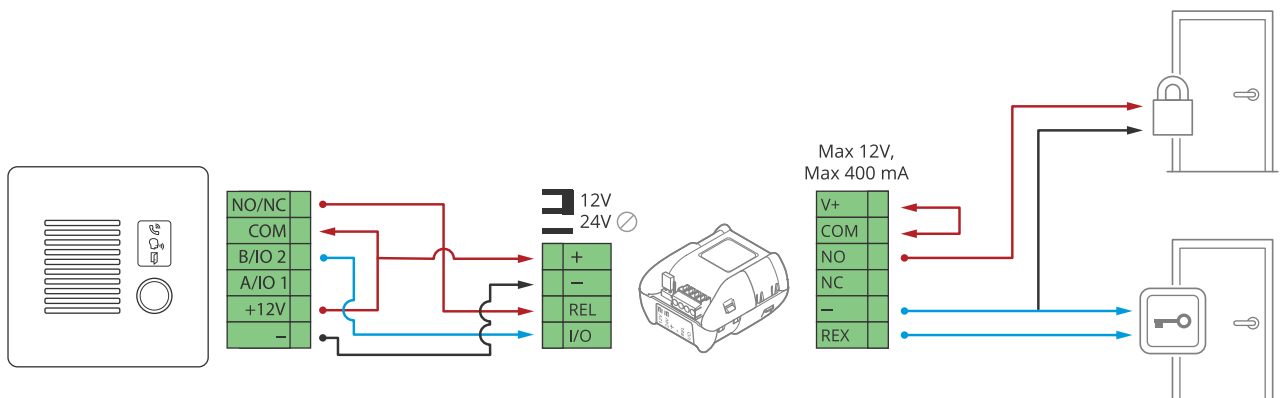 NO/NC
COM
B/IO 2
A/IO 1
+12V
–
12V
24V
+
–
REL
I/O
Max 12V,
Max 400 mA
V+
COM
NO
NC
–
REX